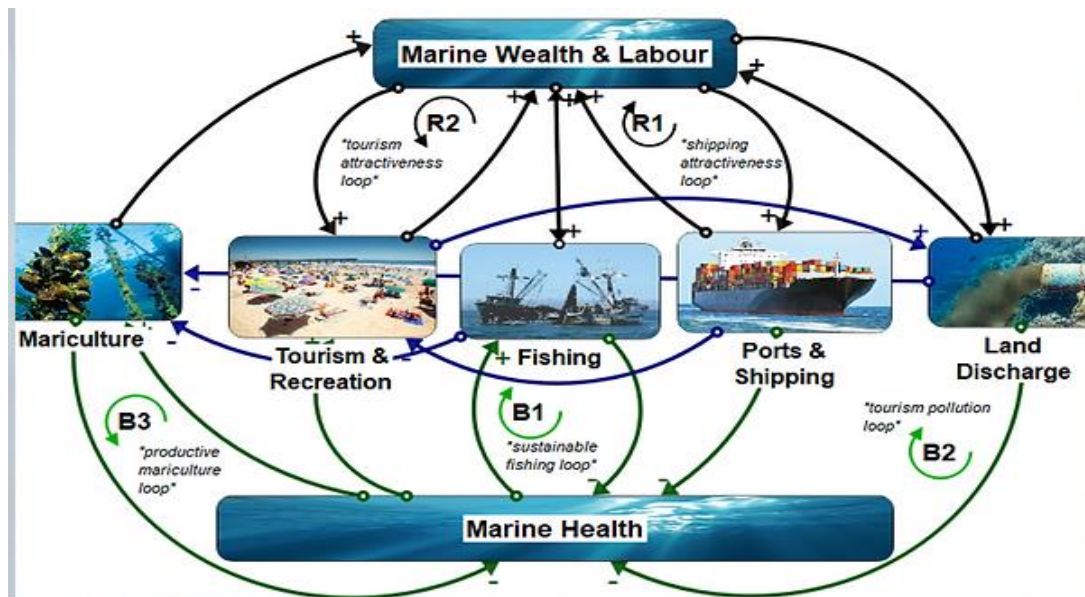 Marine Wealth & Labour
R2
R1
*tourism
attractiveness
loop*
*shipping
attractiveness
loop*
Mariculture
Tourism &
Recreation
Fishing
Ports &
Shipping
Land
Discharge
B3
*productive
mariculture
loop*
B1
*sustainable
fishing loop*
*tourism pollution
loop*
B2
Marine Health